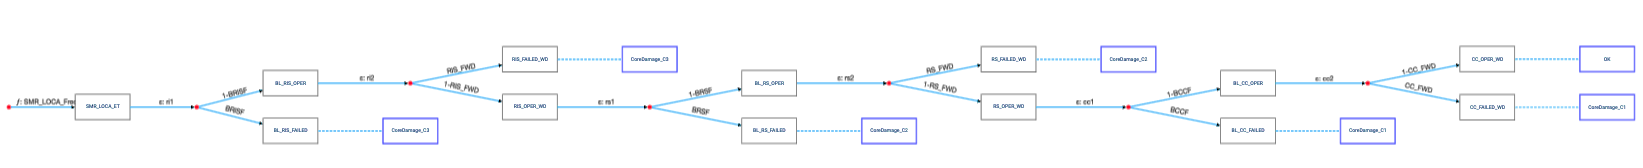 f: SMR_LOCA_Fre
SMR_LOCA_ET
ε: ri1
1-BRISF
BRISF
BL_RIS_OPER
BL_RIS_FAILED
CoreDamage_C3
ε: ri2
RIS_FWD
1-RIS_FWD
RIS_FAILED_WD
CoreDamage_C3
RIS_OPER_WD
ε: rs1
1-BRSF
BRSF
BL_RS_OPER
BL_RS_FAILED
CoreDamage_C2
ε: rs2
RS_FWD
1-RS_FWD
RS_FAILED_WD
CoreDamage_C2
RS_OPER_WD
ε: cc1
1-BCCF
BCCF
BL_CC_OPER
BL_CC_FAILED
CoreDamage_C1
ε: cc2
1-CC_FWD
CC_FWD
CC_OPER_WD
OK
CC_FAILED_WD
CoreDamage_C1